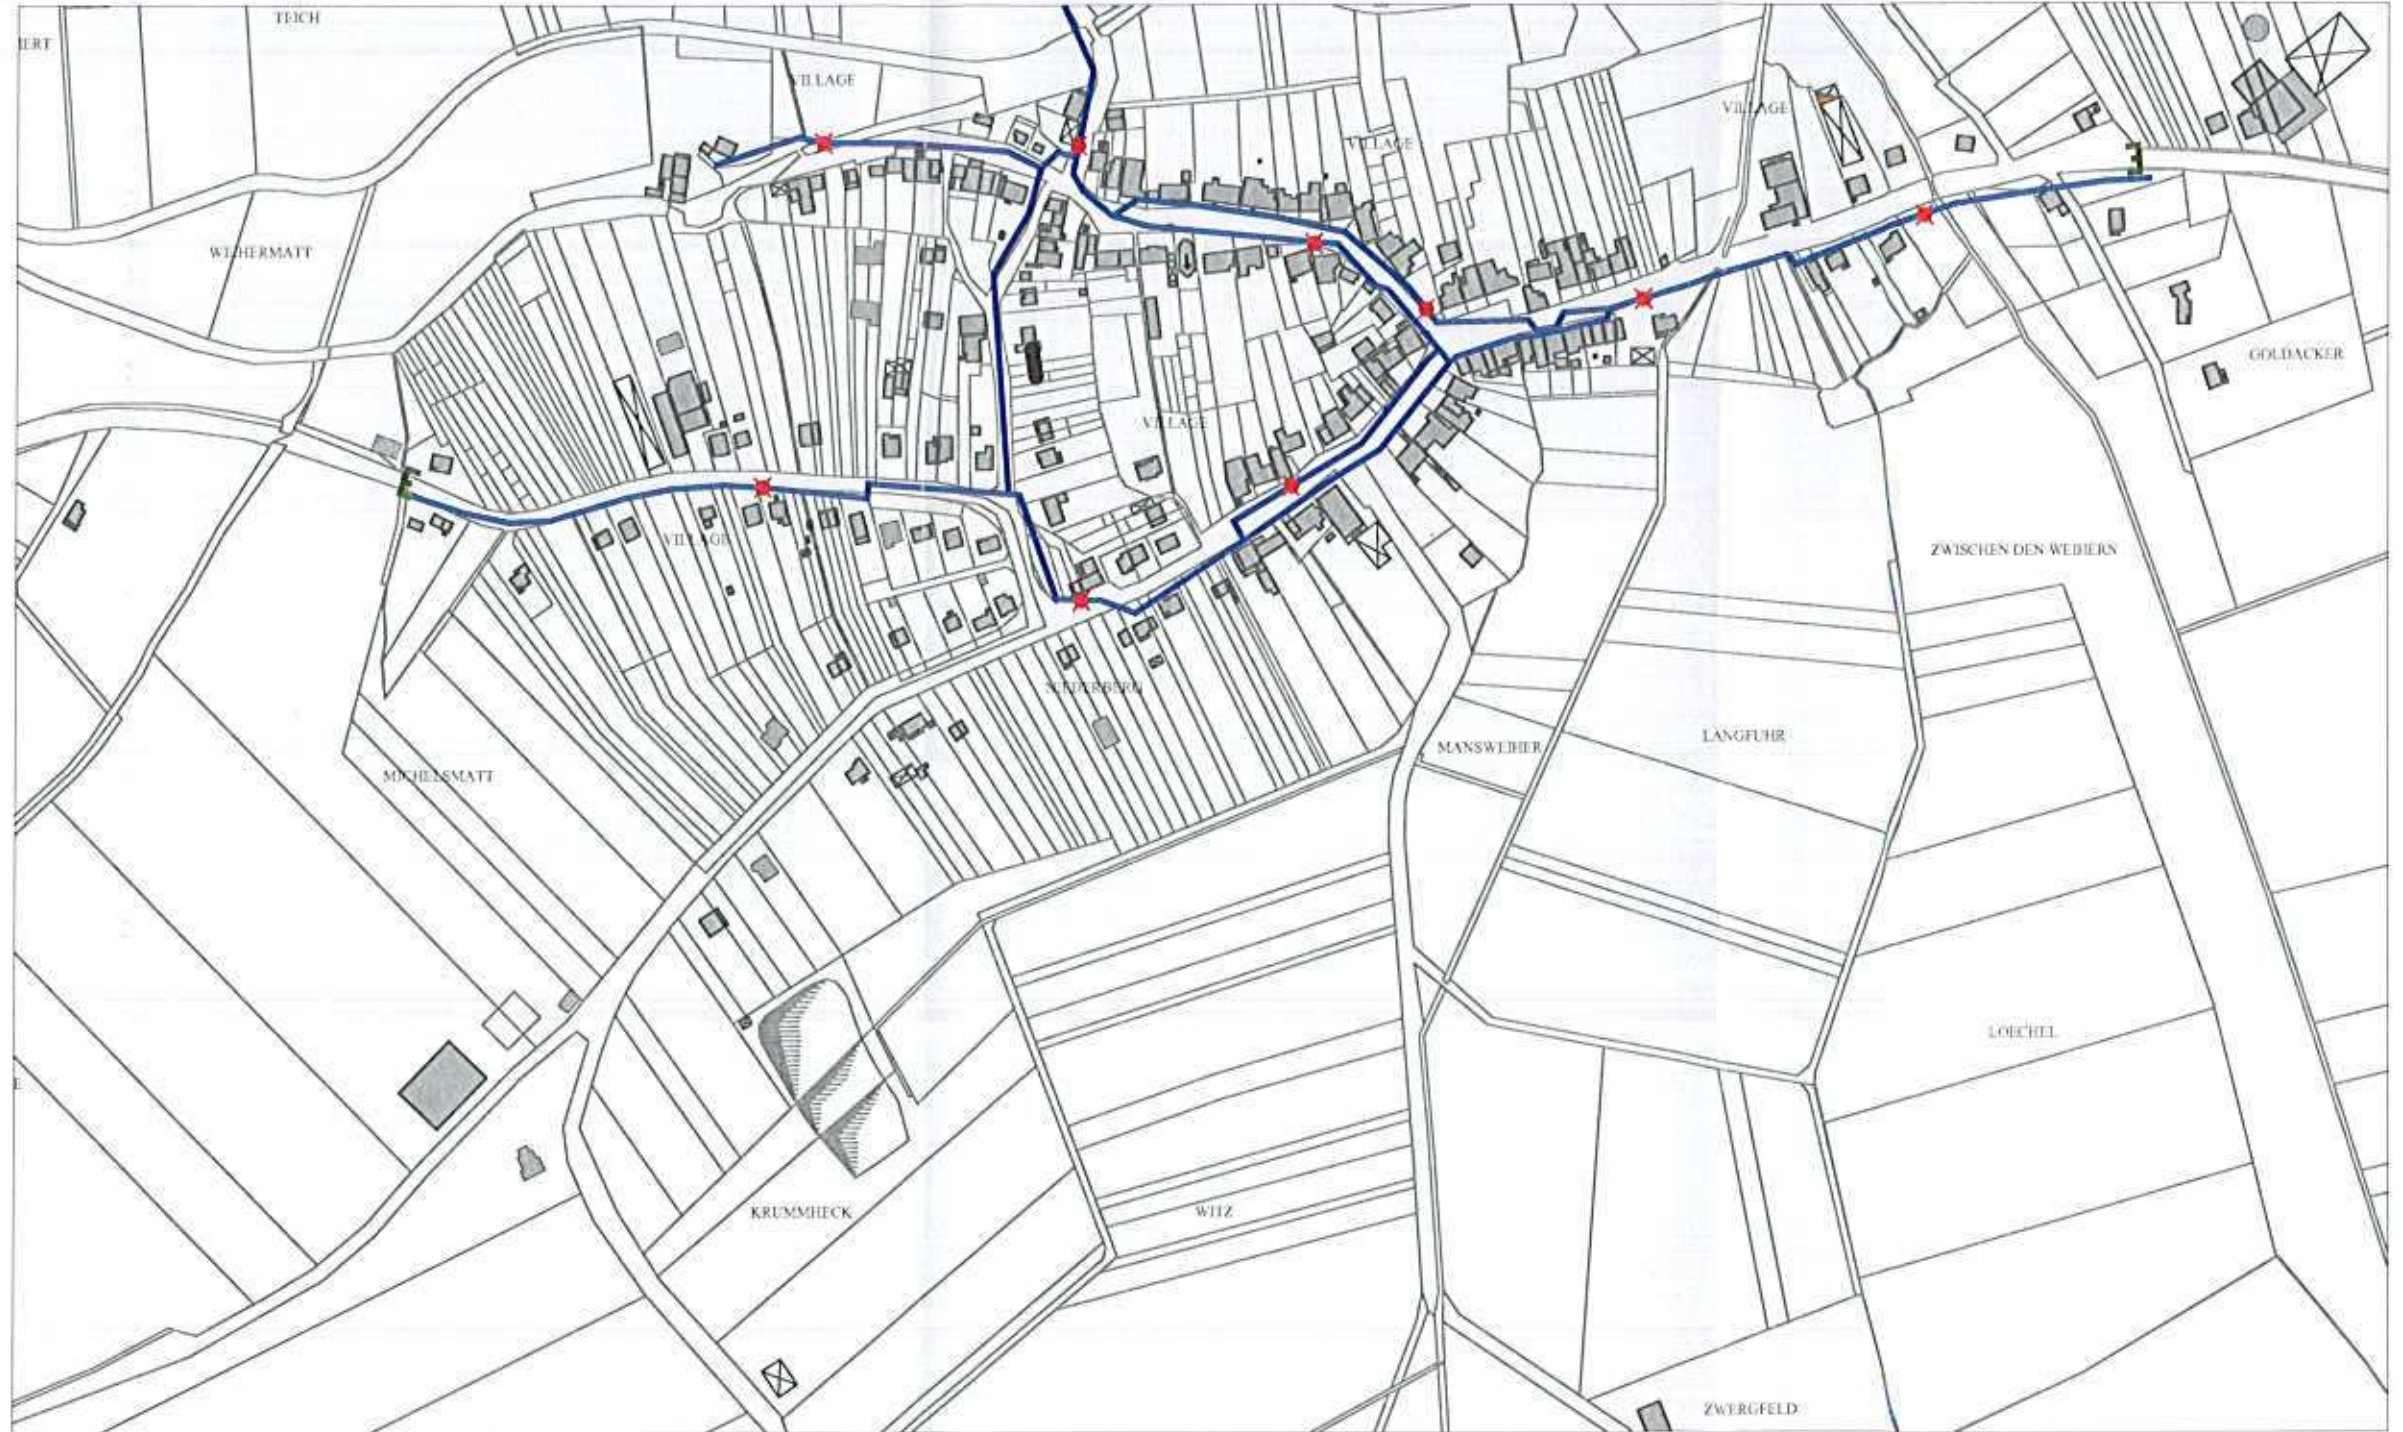 TEICH
VILLAGE
VILLAGE
VILLAGE
WEIHERMATT
GOLDACKER
VILLAGE
VILLAGE
ZWISCHEN DEN WEIHERN
MANSWEIHER
LANGFUHR
MICHELSMATT
LOECHEL
KRUMMHECK
WITZ
ZWERGFELD